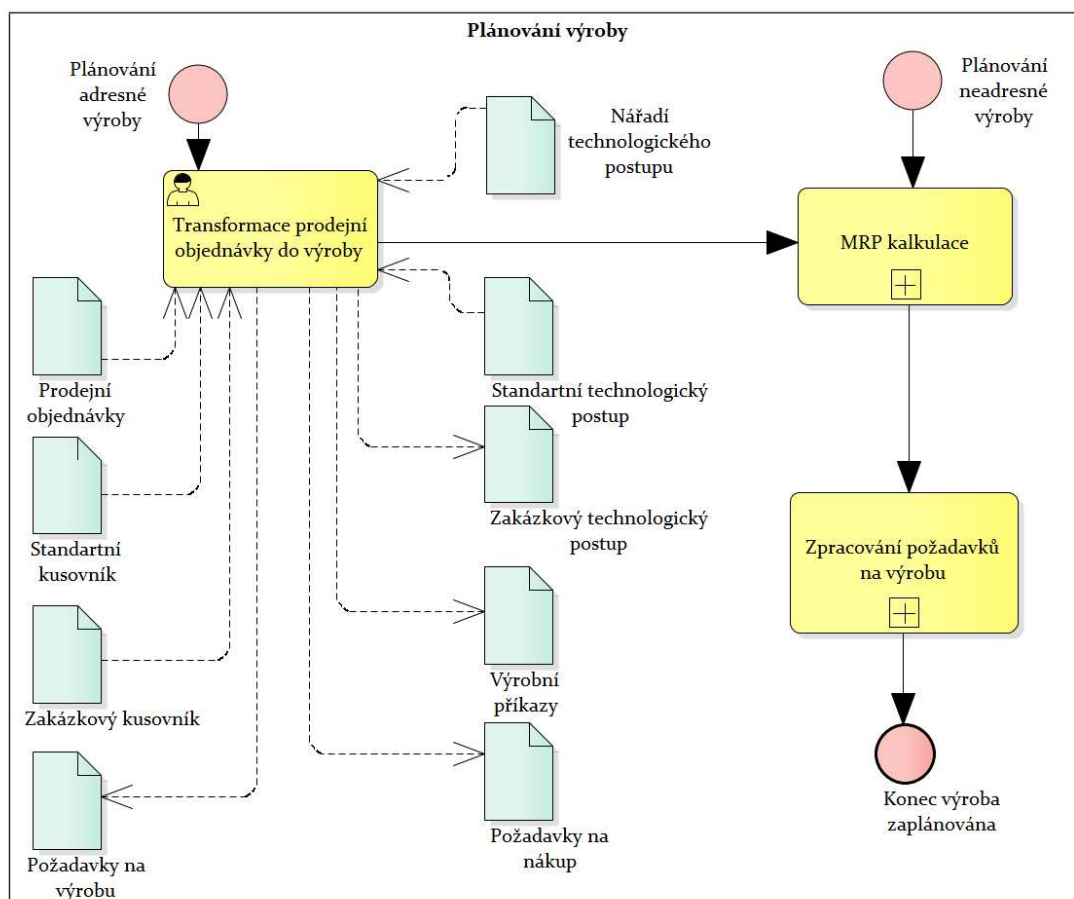 Plánování výroby
Plánování
adresné
výroby
Plánování
neadresné
výroby
Nářadí
technologického
postupu
Transformace prodejní
objednávky do výroby
MRP kalkulace
Prodejní
objednávky
Standartní technologický
postup
Standartní
kusovník
Zakázkový technologický
postup
Zpracování požadavků
na výrobu
Zakázkový kusovník
Výrobní
příkazy
Požadavky na
výrobu
Požadavky na
nákup
Konec výroba
zaplánována